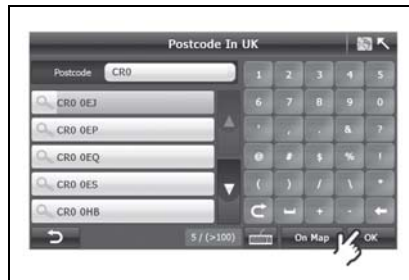 Postcode In UK
Postcode CR0 1 2 3 4 5
CR0 0EJ 6 7 8 9 0
CR0 0EP ' , . & ?
CR0 0EQ @ # $ % !
CR0 0ES ( ) / \ *
CR0 0HB + -
5 / (>100) On Map OK